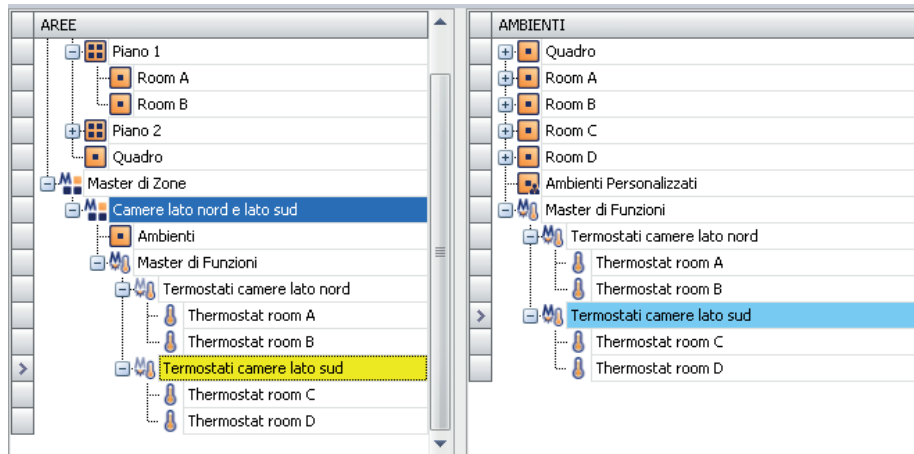 AREE
Piano 1
Room A
Room B
Piano 2
Quadro
Master di Zone
Camere lato nord e lato sud
Ambienti
Master di Funzioni
Termostati camere lato nord
Thermostat room A
Thermostat room B
Termostati camere lato sud
Thermostat room C
Thermostat room D
AMBIENTI
Quadro
Room A
Room B
Room C
Room D
Ambienti Personalizzati
Master di Funzioni
Termostati camere lato nord
Thermostat room A
Thermostat room B
Termostati camere lato sud
Thermostat room C
Thermostat room D